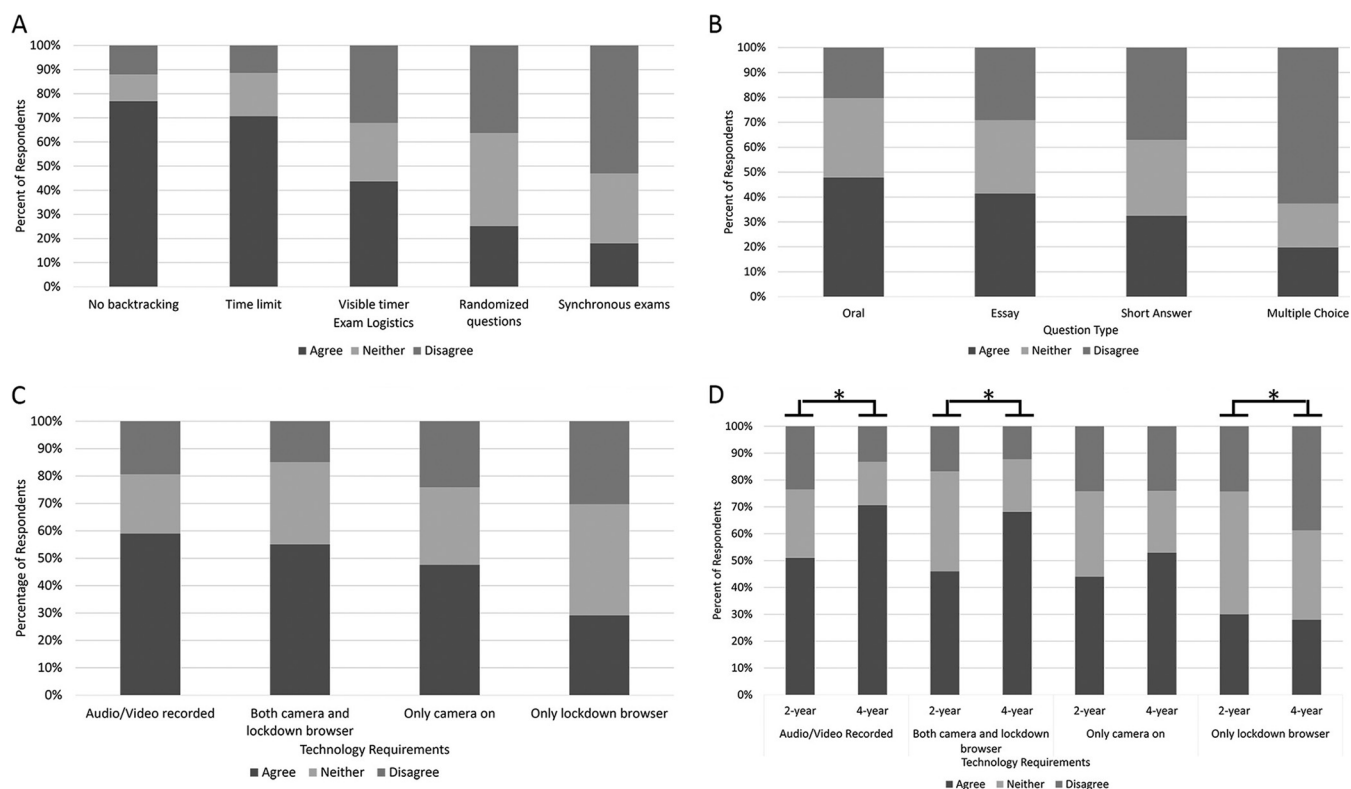 A
Percent of Respondents
100%
90%
80%
70%
60%
50%
40%
30%
20%
10%
0%
No backtracking
Time limit
Visible timer
Randomized questions
Synchronous exams
Exam Logistics
Agree Neither Disagree
B
Percent of Respondents
100%
90%
80%
70%
60%
50%
40%
30%
20%
10%
0%
Oral
Essay
Short Answer
Multiple Choice
Question Type
Agree Neither Disagree
C
Percentage of Respondents
100%
90%
80%
70%
60%
50%
40%
30%
20%
10%
0%
Audio/Video recorded
Both camera and
lockdown browser
Only camera on
Only lockdown browser
Technology Requirements
Agree Neither Disagree
D
* * *
Percent of Respondents
100%
90%
80%
70%
60%
50%
40%
30%
20%
10%
0%
2-year 4-year 2-year 4-year 2-year 4-year 2-year 4-year
Audio/Video Recorded
Both camera and lockdown
browser
Only camera on
Only lockdown browser
Technology Requirements
Agree Neither Disagree